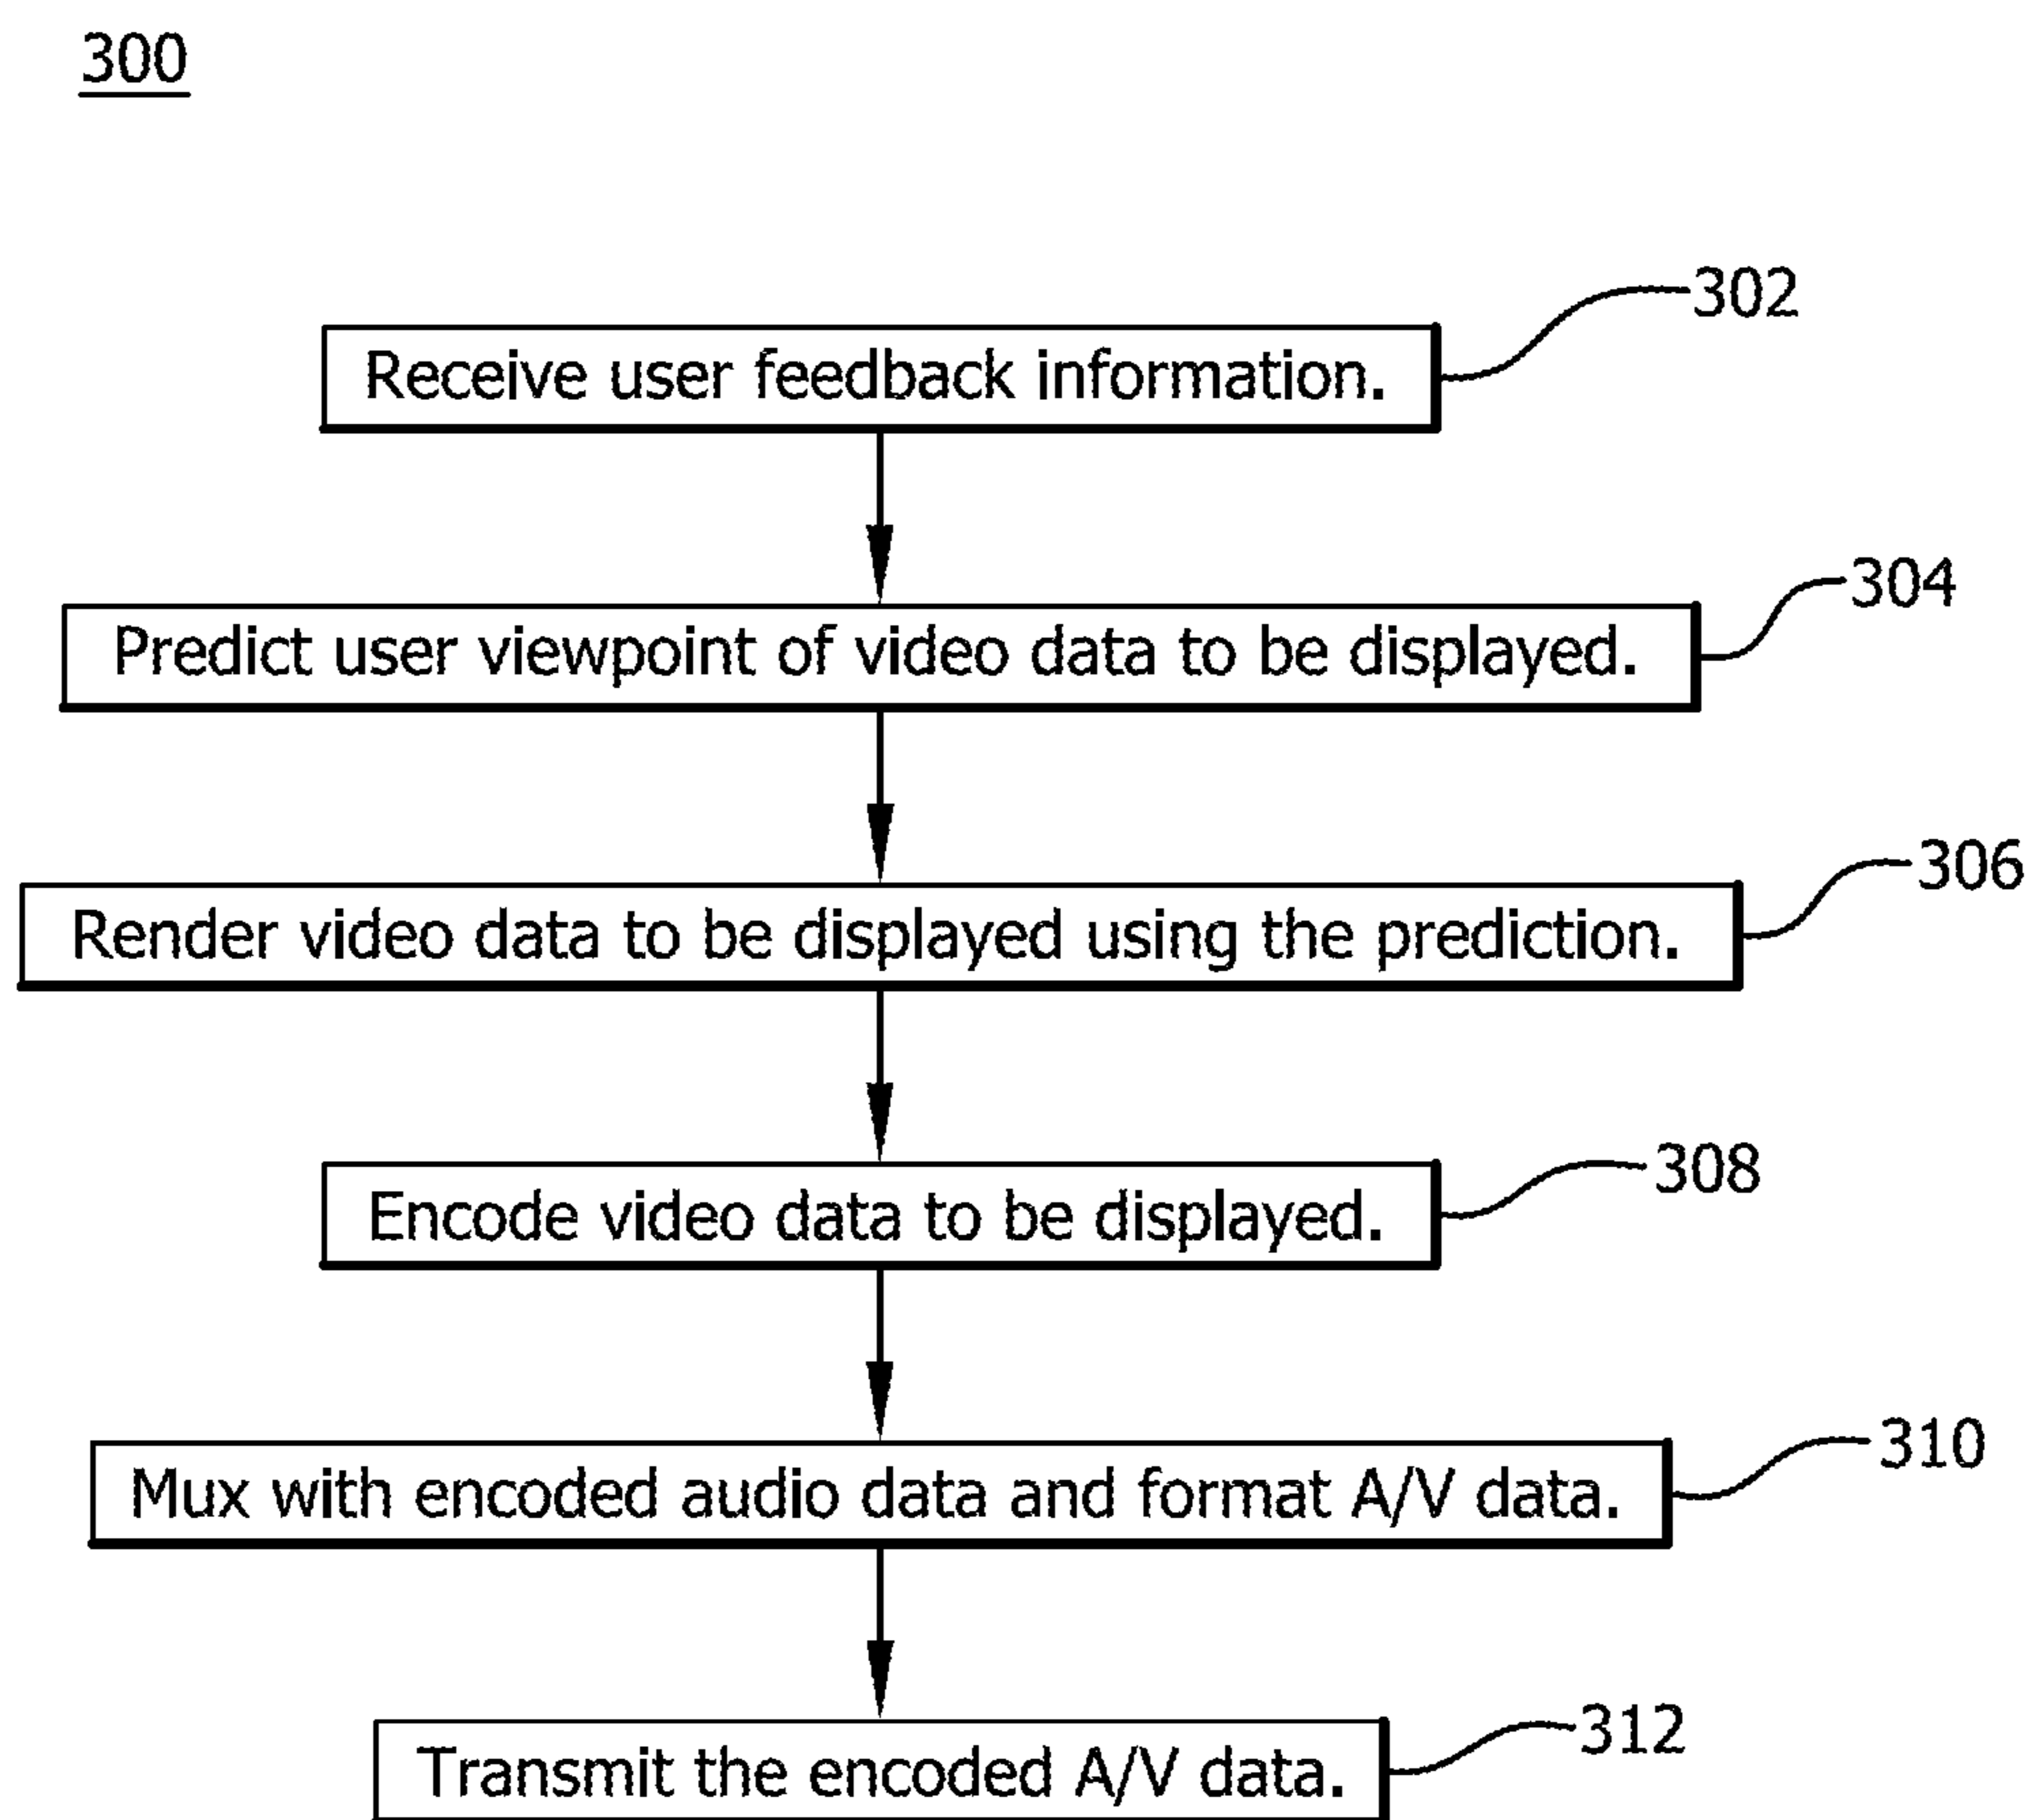 300
302
Receive user feedback information.
304
Predict user viewpoint of video data to be displayed.
306
Render video data to be displayed using the prediction.
308
Encode video data to be displayed.
310
Mux with encoded audio data and format A/V data.
312
Transmit the encoded A/V data.